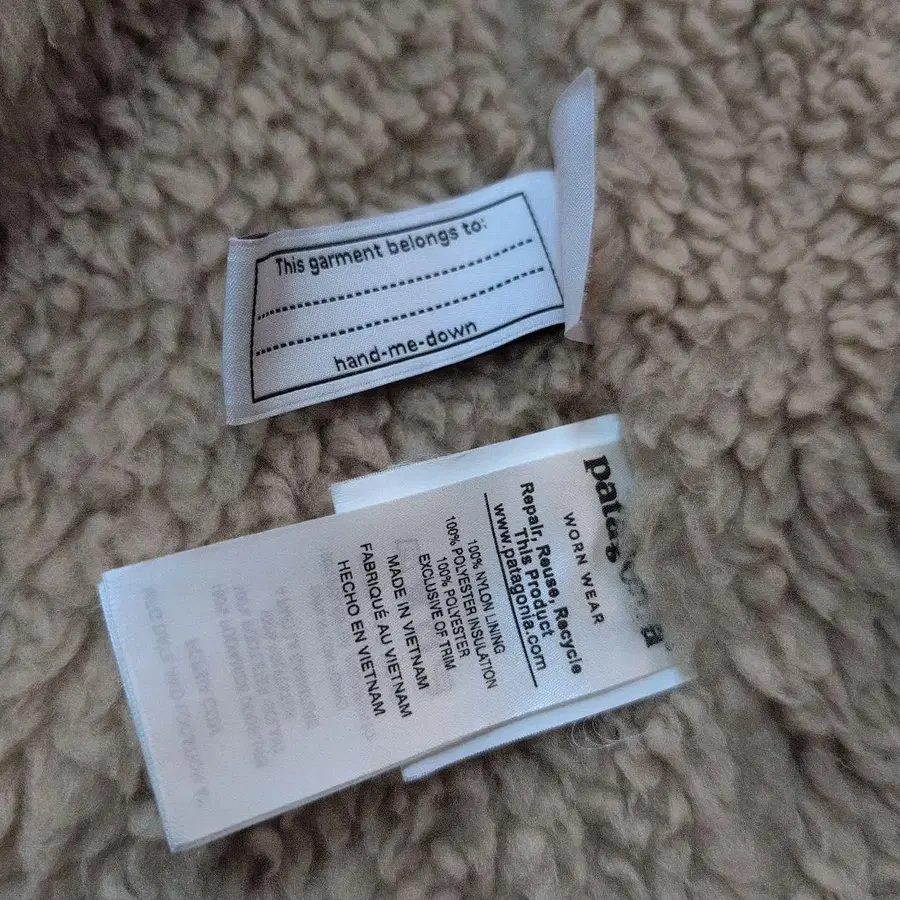 This garment belongs to:
hand-me-down
patagonia
WORN WEAR
Repair, Reuse, Recycle
This Product
www.patagonia.com
100% NYLON LINING
100% POLYESTER INSULATION
100% POLYESTER
EXCLUSIVE OF TRIM
MADE IN VIETNAM
FABRIQUÉ AU VIETNAM
HECHO EN VIETNAM